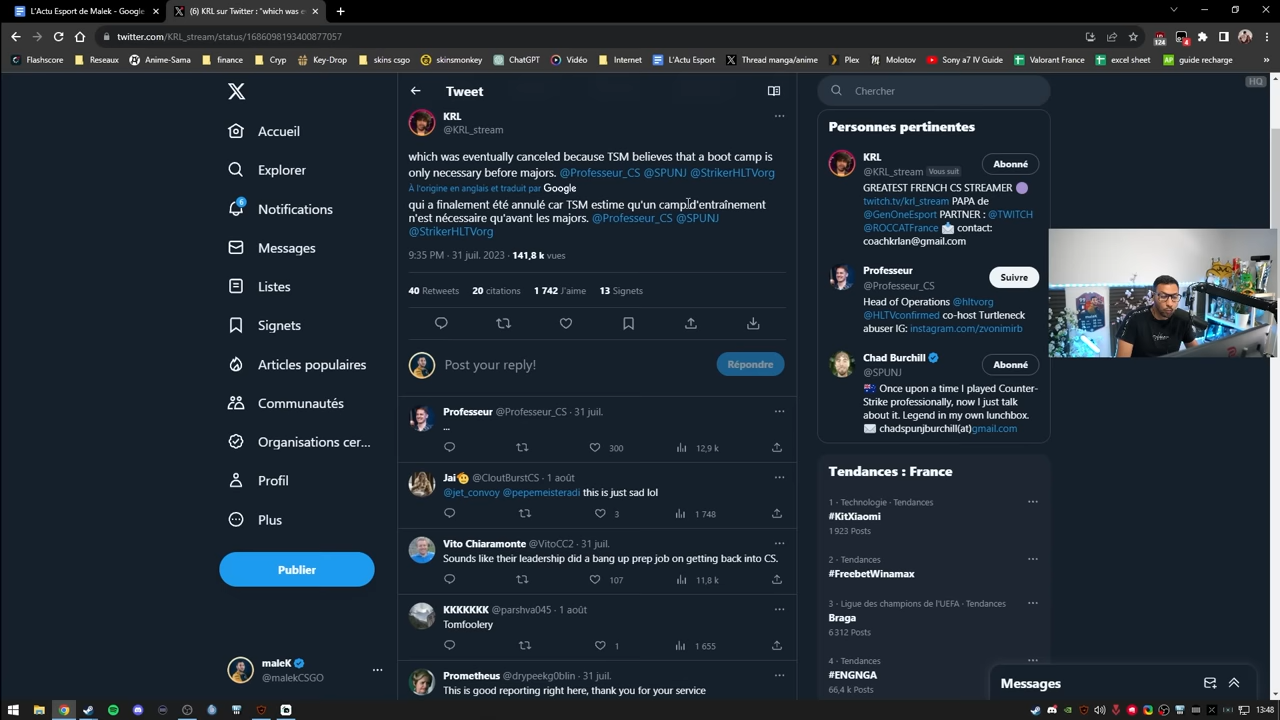 L'Actu Esport de Malek - Google
(6) KRL sur Twitter : "which was e
twitter.com/KRL_stream/status/1686098193400877057
Flashscore
Reseaux
Anime-Sama
finance
Cryp
Krep - Compta
skins csgo
skinsmonkey
ChatGPT
Vidéo
Internet
L'Actu Esport
Thread manga/anime
Plex
Molotov
Sony a7 IV Guide
Valorant France
excel sheet
guide recharge
124
4
HQ
Accueil
Explorer
6
Notifications
Messages
Listes
Signets
Articles populaires
Communautés
Organisations cer...
Profil
Plus
Publier
maleK
@malekCSGO
Tweet
KRL
@KRL_stream
which was eventually canceled because TSM believes that a boot camp is
only necessary before majors. @Professeur_CS @SPUNJ @StrikerHLTVorg
À l'origine en anglais et traduit par Google
qui a finalement été annulé car TSM estime qu'un camp d'entraînement
n'est nécessaire qu'avant les majors. @Professeur_CS @SPUNJ
@StrikerHLTVorg
9:35 PM · 31 juil. 2023 · 141,8 k vues
40 Retweets 20 citations 1 742 J'aime 13 Signets
Post your reply!
Répondre
Professeur @Professeur_CS · 31 juil.
...
300 12,9 k
Jai @CloutBurstCS · 1 août
@jet_convoy @pepemeisteradi this is just sad lol
3 1 748
Vito Chiaramonte @VitoCC2 · 31 juil.
Sounds like their leadership did a bang up prep job on getting back into CS.
107 11,8 k
KKKKKKK @parshva045 · 1 août
Tomfoolery
1 1 655
Prometheus @drypeekg0blin · 31 juil.
This is good reporting right here, thank you for your service
Chercher
Personnes pertinentes
KRL
@KRL_stream Vous suit
Abonné
GREATEST FRENCH CS STREAMER
twitch.tv/krl_stream PAPA de
@GenOneEsport PARTNER : @TWITCH
@ROCCATFrance contact:
coachkrlan@gmail.com
Professeur
@Professeur_CS
Suivre
Head of Operations @hltvorg
@HLTVconfirmed co-host Turtleneck
abuser IG: instagram.com/zvonimirb
Chad Burchill
@SPUNJ
Abonné
Once upon a time I played Counter-
Strike professionally, now I just talk
about it. Legend in my own lunchbox.
chadspunjburchill(at)gmail.com
Tendances : France
1 · Technologie · Tendances
#KitXiaomi
1 923 Posts
2 · Tendances
#FreebetWinamax
3 · Ligue des champions de l'UEFA · Tendances
Braga
6 312 Posts
4 · Tendances
#ENGNGA
66,4 k Posts
Messages
13:48